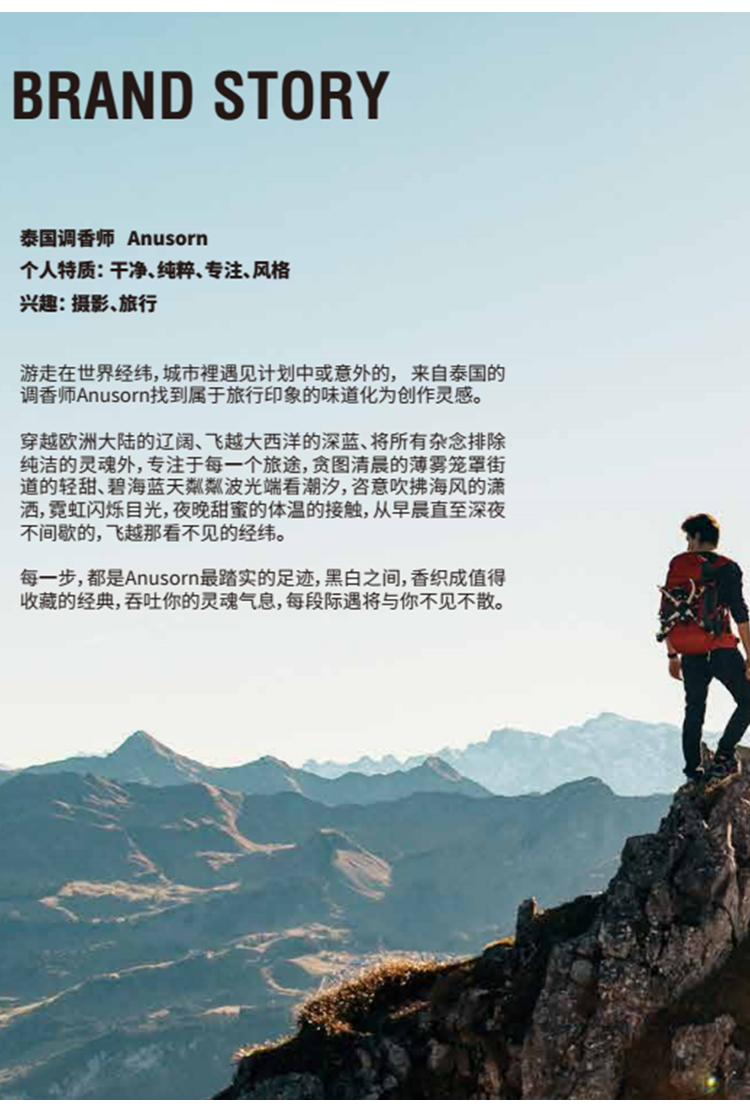 BRAND STORY
泰国调香师 Anusorn
个人特质：干净、纯粹、专注、风格
兴趣：摄影、旅行
游走在世界经纬，城市裡遇见计划中或意外的， 来自泰国的
调香师Anusorn找到属于旅行印象的味道化为创作灵感。
穿越欧洲大陆的辽阔、飞越大西洋的深蓝、将所有杂念排除
纯洁的灵魂外，专注于每一个旅途，贪图清晨的薄雾笼罩街
道的轻甜、碧海蓝天粼粼波光端看潮汐，咨意吹拂海风的潇
洒，霓虹闪烁目光，夜晚甜蜜的体温的接触，从早晨直至深夜
不间歇的，飞越那看不见的经纬。
每一步，都是Anusorn最踏实的足迹，黑白之间，香织成值得
收藏的经典，吞吐你的灵魂气息，每段际遇将与你不见不散。